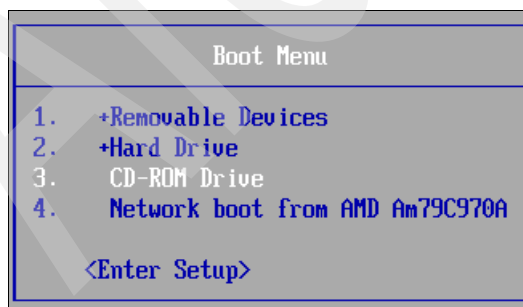 Boot Menu
1. +Removable Devices
2. +Hard Drive
3. CD-ROM Drive
4. Network boot from AMD Am79C970A
<Enter Setup>